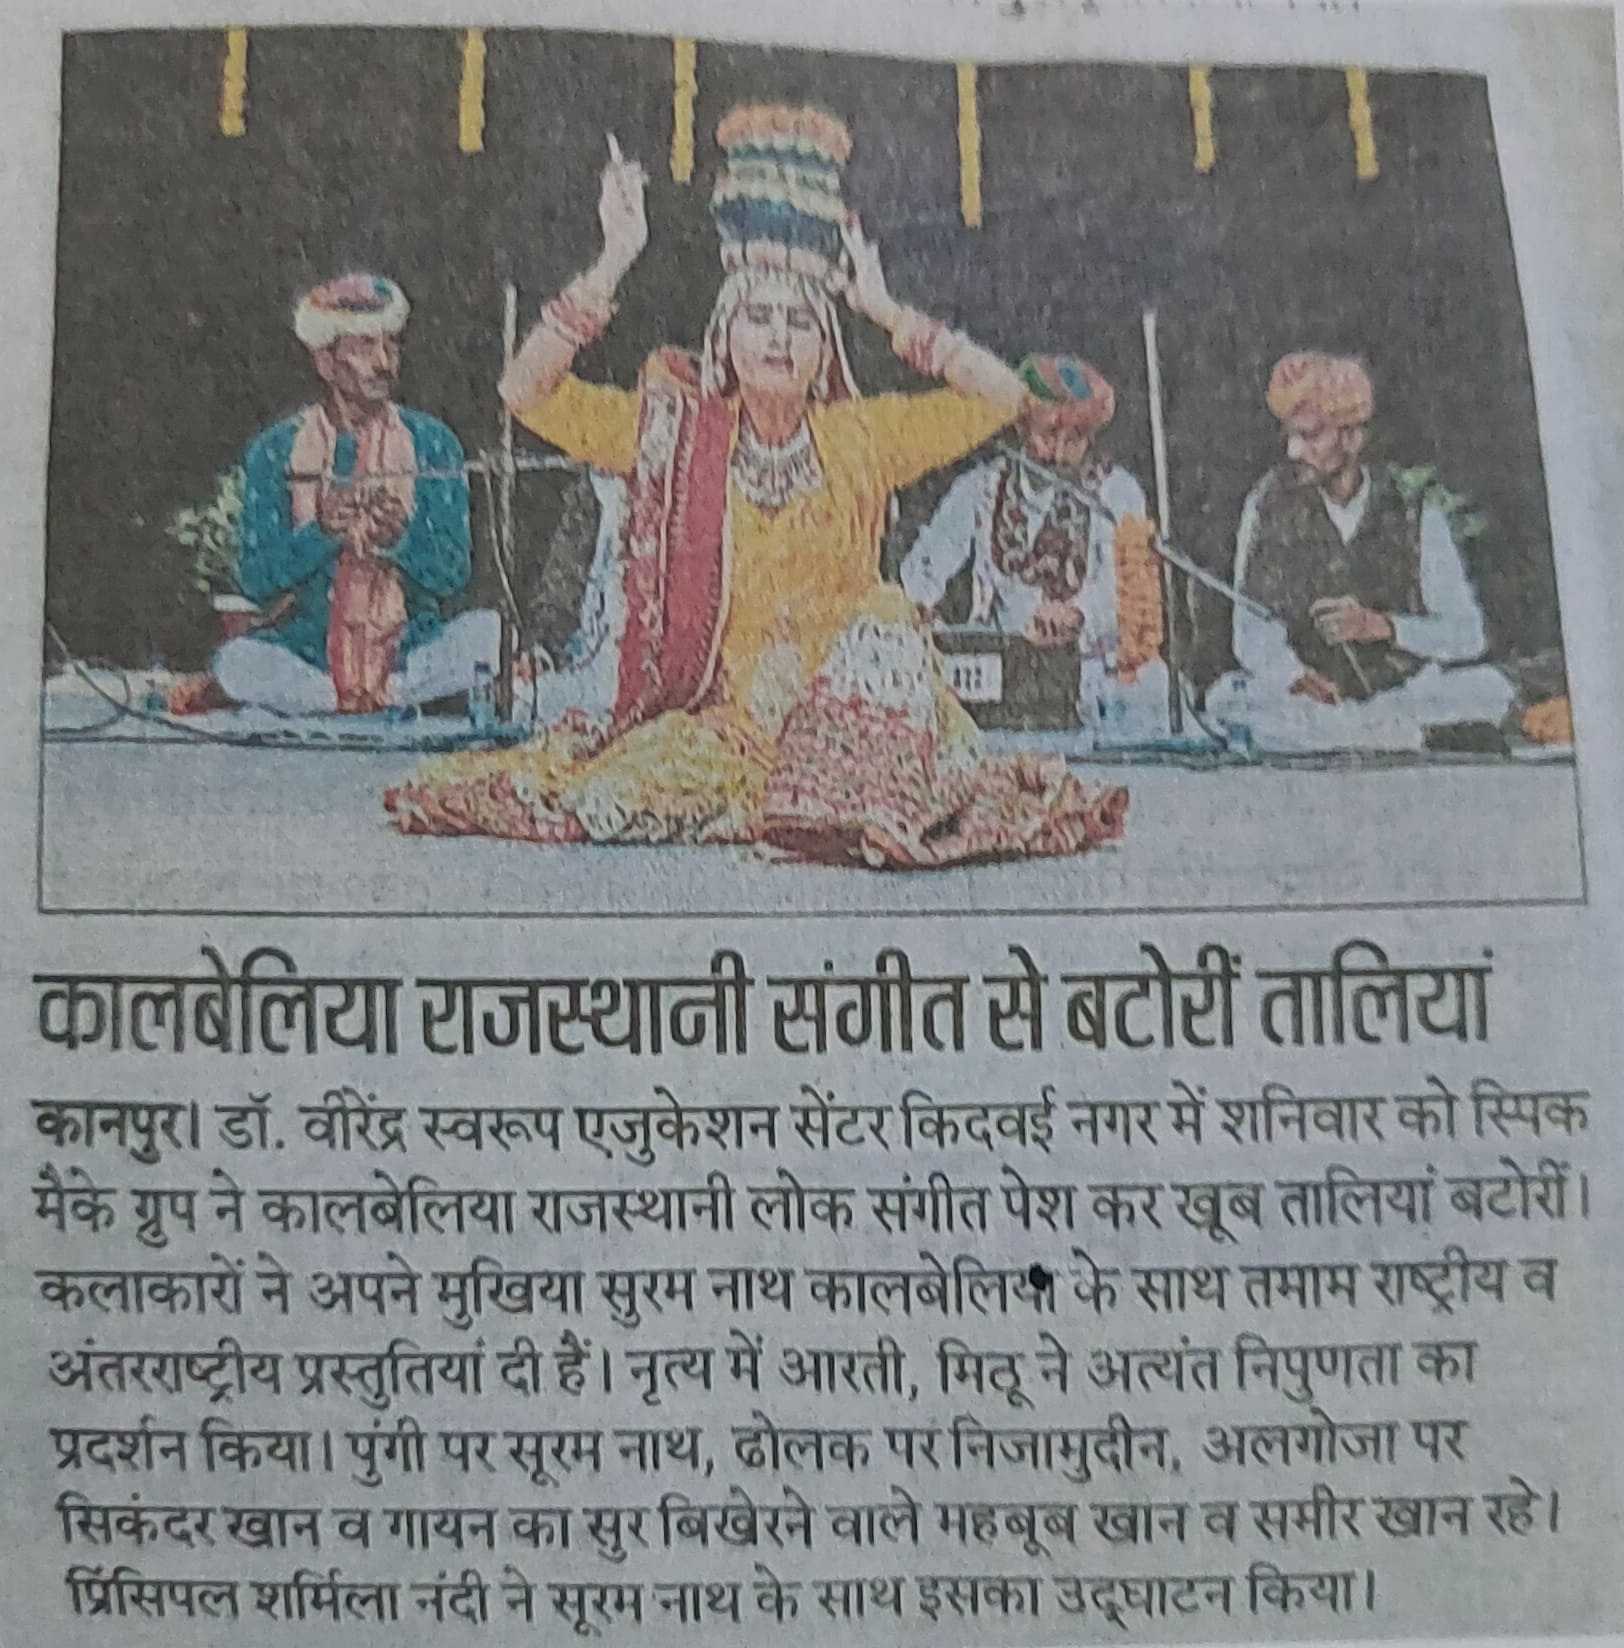 कालबेलिया राजस्थानी संगीत से बटोरीं तालियां
कानपुर। डॉ. वीरेंद्र स्वरूप एजुकेशन सेंटर किदवई नगर में शनिवार को स्पिक
मैके ग्रुप ने कालबेलिया राजस्थानी लोक संगीत पेश कर खूब तालियां बटोरीं।
कलाकारों ने अपने मुखिया सुरम नाथ कालबेलिया के साथ तमाम राष्ट्रीय व
अंतरराष्ट्रीय प्रस्तुतियां दी हैं। नृत्य में आरती, मिठू ने अत्यंत निपुणता का
प्रदर्शन किया। पुंगी पर सूरम नाथ, ढोलक पर निजामुदीन, अलगोजा पर
सिकंदर खान व गायन का सुर बिखेरने वाले महबूब खान व समीर खान रहे।
प्रिंसिपल शर्मिला नंदी ने सूरम नाथ के साथ इसका उद्घाटन किया।